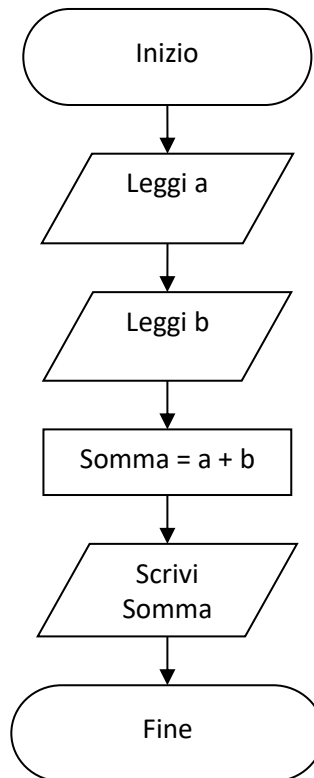 Inizio
Leggi a
Leggi b
Somma = a + b
Scrivi
Somma
Fine